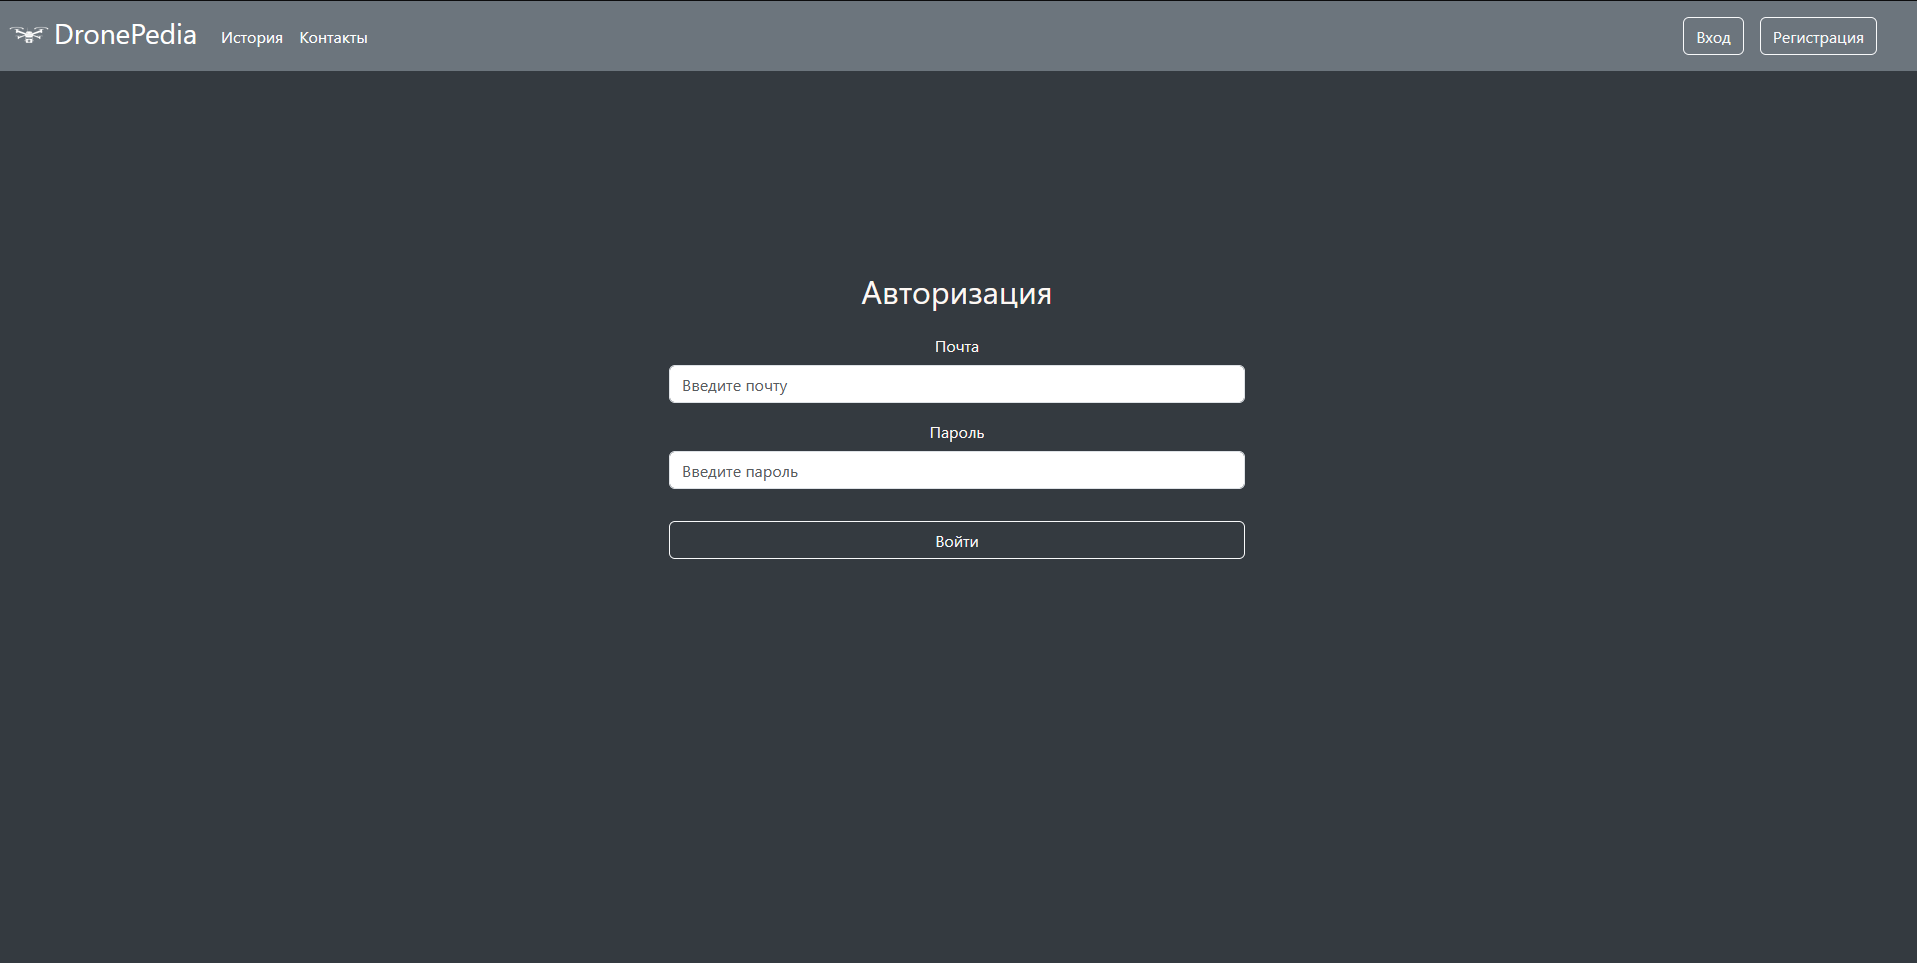 DronePedia История Контакты Вход Регистрация
Авторизация
Почта
Введите почту
Пароль
Введите пароль
Войти